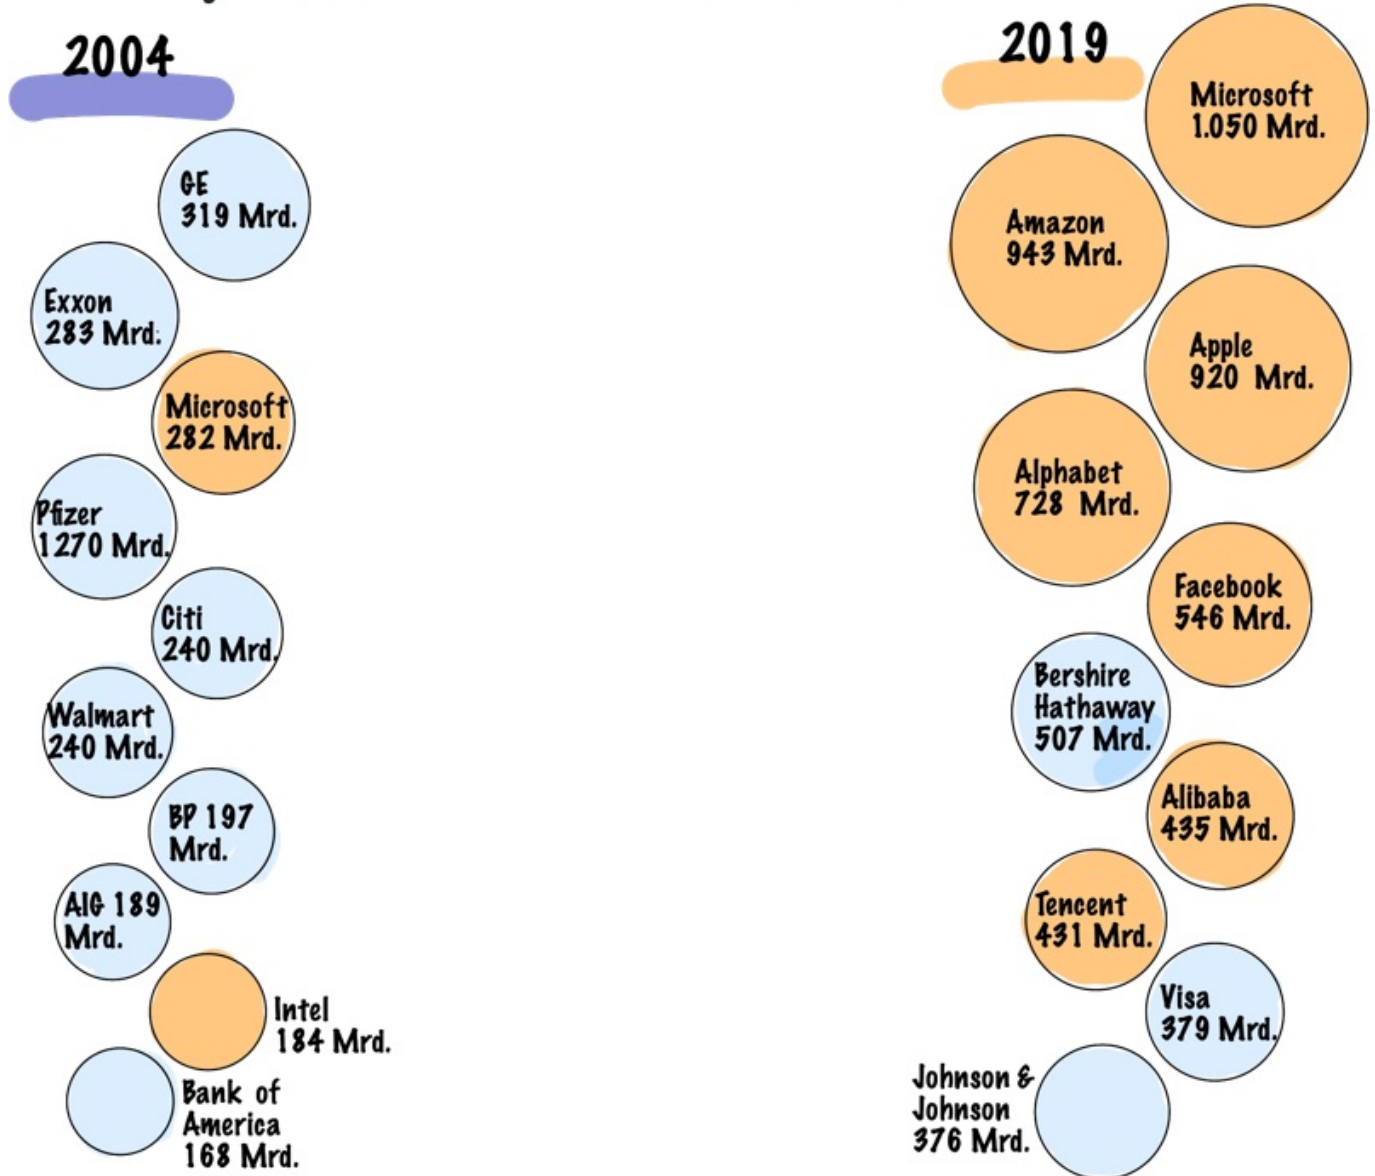 2004
GE
319 Mrd.
Exxon
283 Mrd.
Microsoft
282 Mrd.
Pfizer
1270 Mrd.
Citi
240 Mrd.
Walmart
240 Mrd.
BP 197
Mrd.
AIG 189
Mrd.
Intel
184 Mrd.
Bank of
America
168 Mrd.
2019
Microsoft
1.050 Mrd.
Amazon
943 Mrd.
Apple
920 Mrd.
Alphabet
728 Mrd.
Facebook
546 Mrd.
Bershire
Hathaway
507 Mrd.
Alibaba
435 Mrd.
Tencent
431 Mrd.
Visa
379 Mrd.
Johnson &
Johnson
376 Mrd.